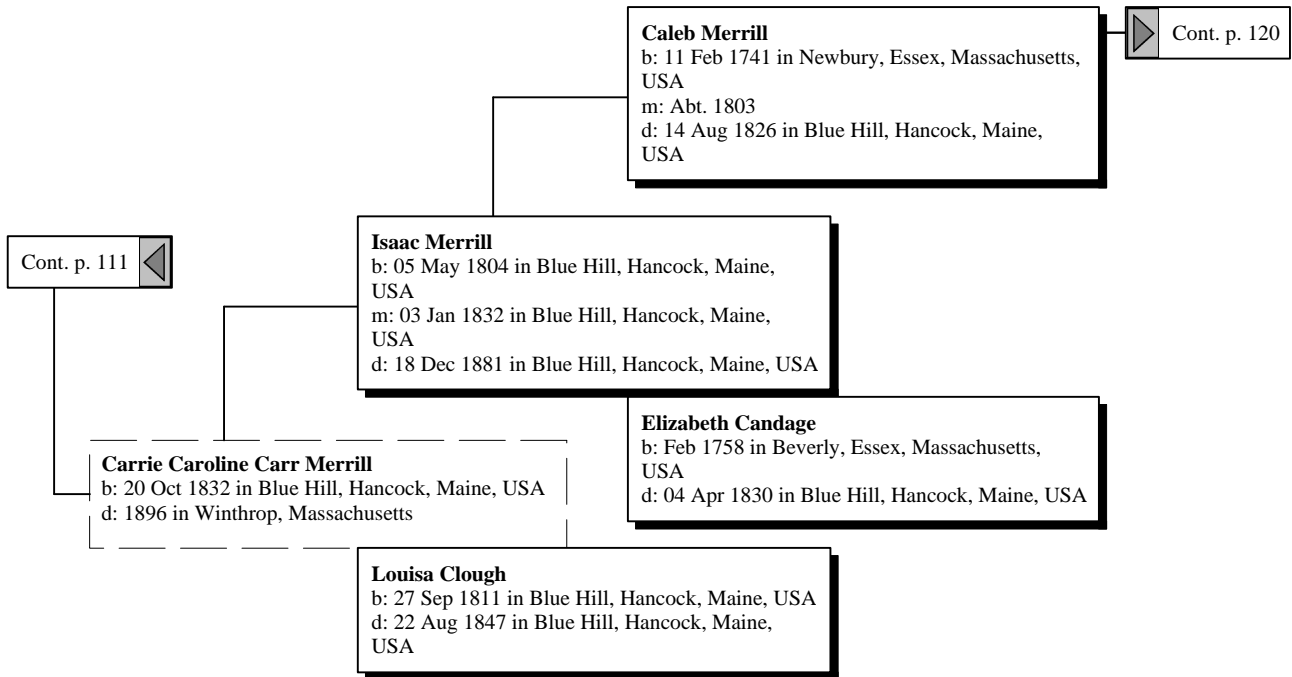 Caleb Merrill
b: 11 Feb 1741 in Newbury, Essex, Massachusetts,
USA
m: Abt. 1803
d: 14 Aug 1826 in Blue Hill, Hancock, Maine,
USA
Cont. p. 120
Isaac Merrill
b: 05 May 1804 in Blue Hill, Hancock, Maine,
USA
m: 03 Jan 1832 in Blue Hill, Hancock, Maine,
USA
d: 18 Dec 1881 in Blue Hill, Hancock, Maine, USA
Cont. p. 111
Elizabeth Candage
b: Feb 1758 in Beverly, Essex, Massachusetts,
USA
d: 04 Apr 1830 in Blue Hill, Hancock, Maine, USA
Carrie Caroline Carr Merrill
b: 20 Oct 1832 in Blue Hill, Hancock, Maine, USA
d: 1896 in Winthrop, Massachusetts
Louisa Clough
b: 27 Sep 1811 in Blue Hill, Hancock, Maine, USA
d: 22 Aug 1847 in Blue Hill, Hancock, Maine,
USA